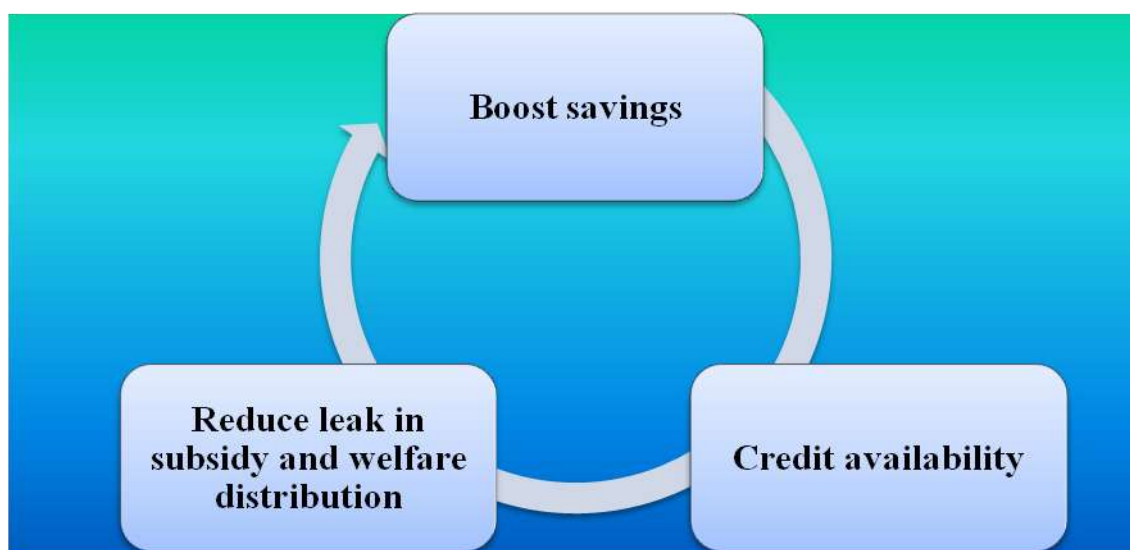 Boost savings
Reduce leak in
subsidy and welfare
distribution
Credit availability